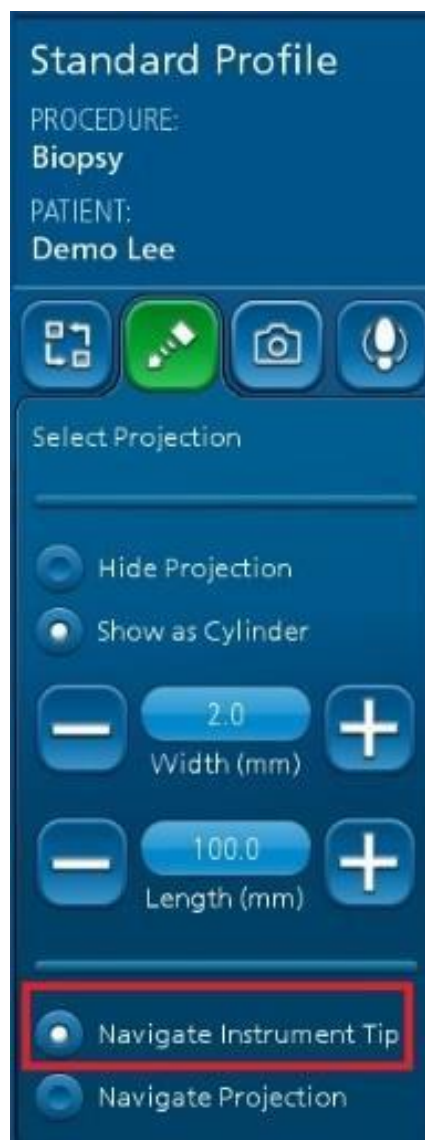 Standard Profile
PROCEDURE:
Biopsy
PATIENT:
Demo Lee
Select Projection
Hide Projection
Show as Cylinder
2.0
Width (mm)
100.0
Length (mm)
Navigate Instrument Tip
Navigate Projection